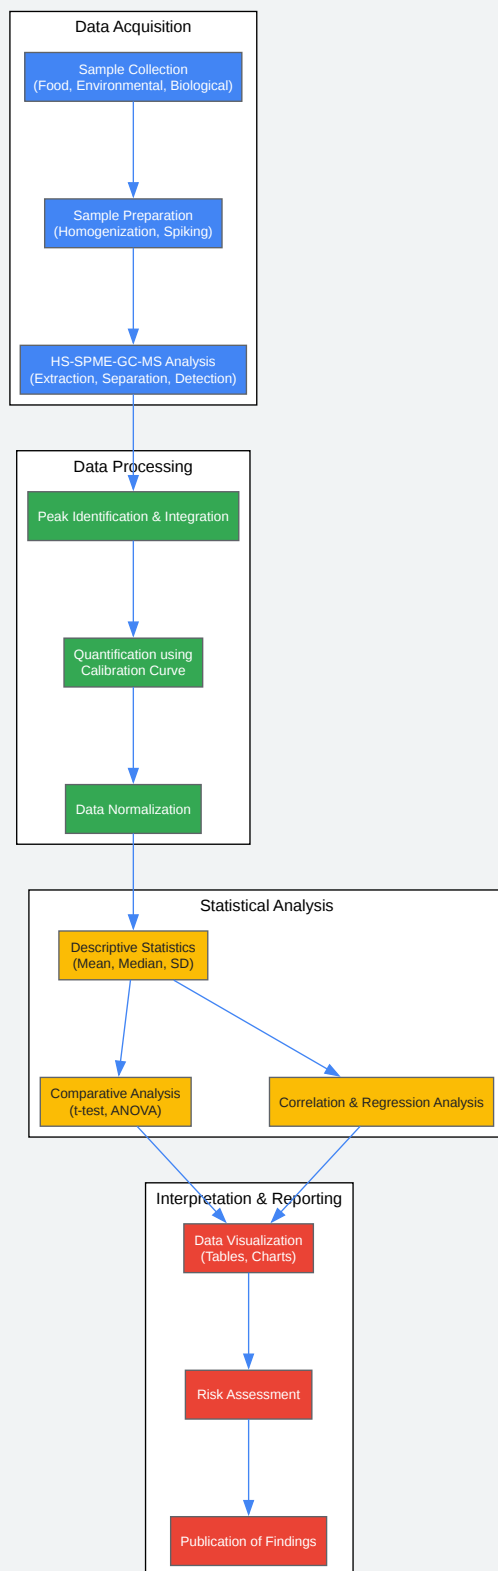 Data Acquisition
Sample Collection
(Food, Environmental, Biological)
Sample Preparation
(Homogenization, Spiking)
HS-SPME-GC-MS Analysis
(Extraction, Separation, Detection)
Data Processing
Peak Identification & Integration
Quantification using
Calibration Curve
Data Normalization
Statistical Analysis
Descriptive Statistics
(Mean, Median, SD)
Comparative Analysis
(t-test, ANOVA)
Correlation & Regression Analysis
Interpretation & Reporting
Data Visualization
(Tables, Charts)
Risk Assessment
Publication of Findings